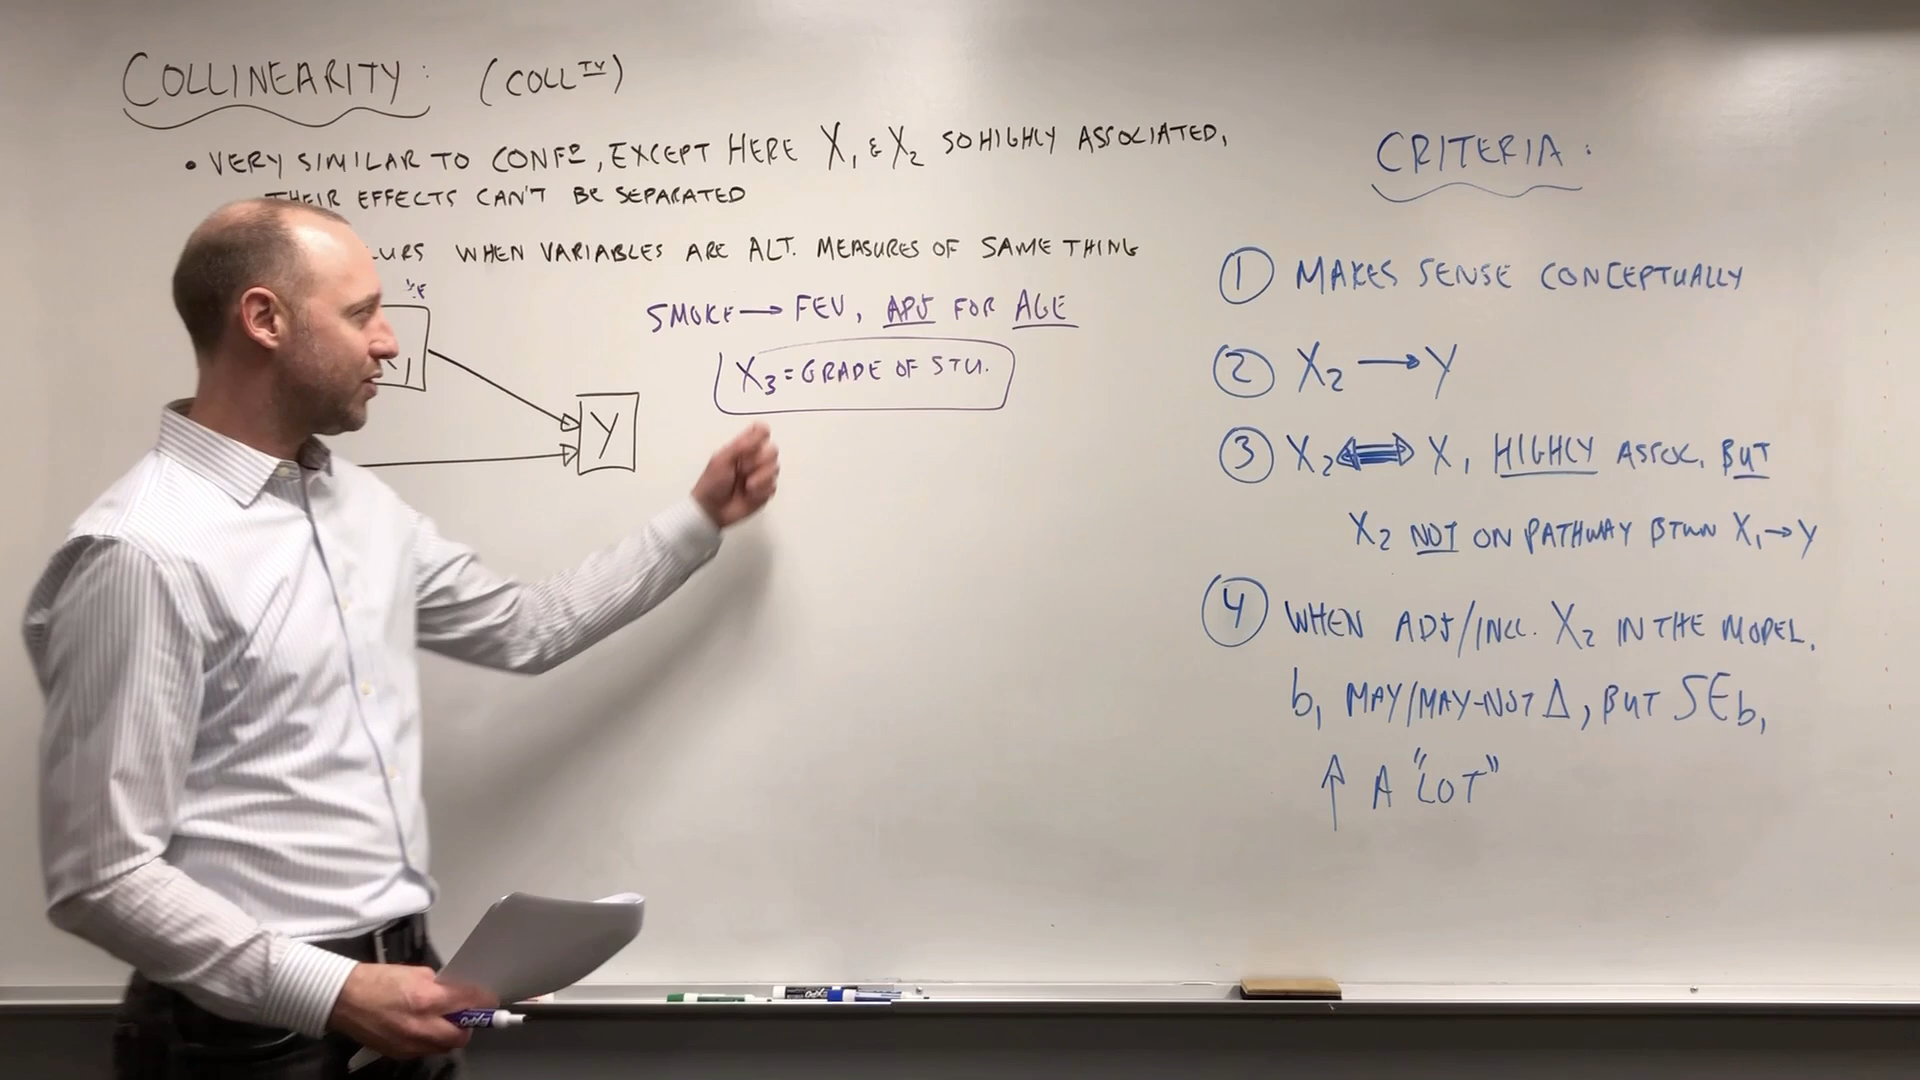 COLLINEARITY: (COLL TY)
• VERY SIMILAR TO CONF, EXCEPT HERE X1 & X2 SO HIGHLY ASSOCIATED,
THEIR EFFECTS CAN'T BE SEPARATED
WHEN VARIABLES ARE ALT. MEASURES OF SAME THING
SMOKE → FEV, ADJ FOR AGE
X3 = GRADE OF STU.
Y
CRITERIA:
① MAKES SENSE CONCEPTUALLY
② X2 → Y
③ X2 ⟺ X1 HIGHLY ASSOC. BUT
X2 NOT ON PATHWAY BTWN X1 → Y
④ WHEN ADJ/INCL. X2 IN THE MODEL,
b1 MAY/MAY-NOT Δ, BUT SEb1
↑ A "LOT"
EXPO
EXPO